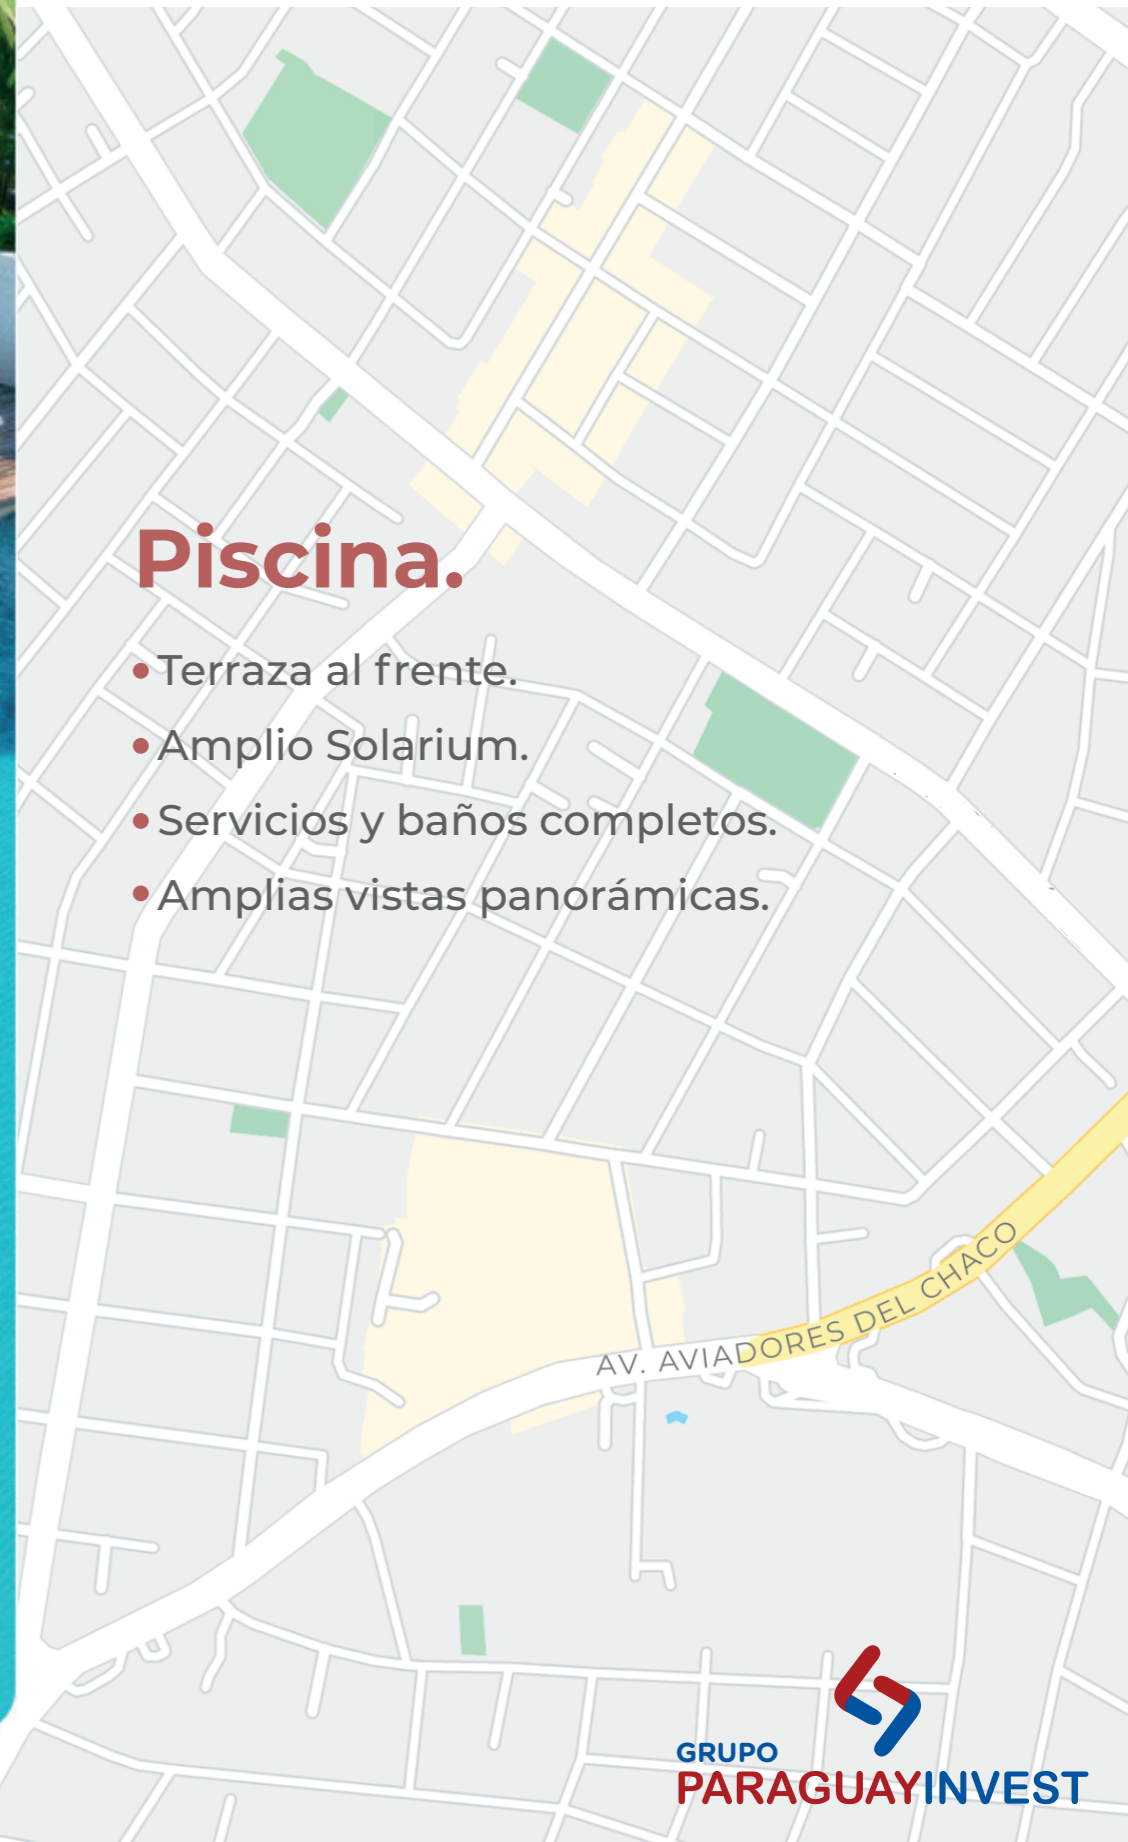 Piscina.
• Terraza al frente.
• Amplio Solarium.
• Servicios y baños completos.
• Amplias vistas panorámicas.
AV. AVIADORES DEL CHACO
GRUPO
PARAGUAYINVEST